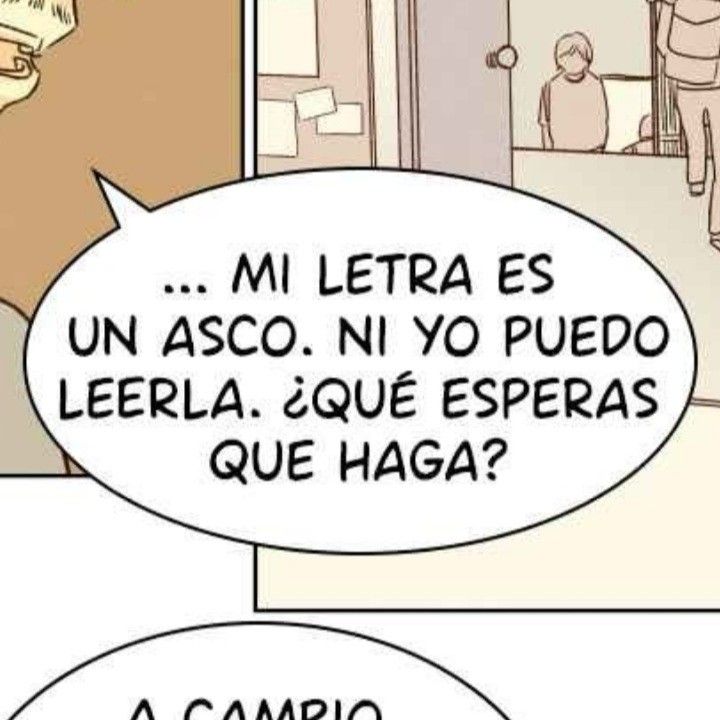 ... MI LETRA ES
UN ASCO. NI YO PUEDO
LEERLA. ¿QUÉ ESPERAS
QUE HAGA?
A CAMBIO